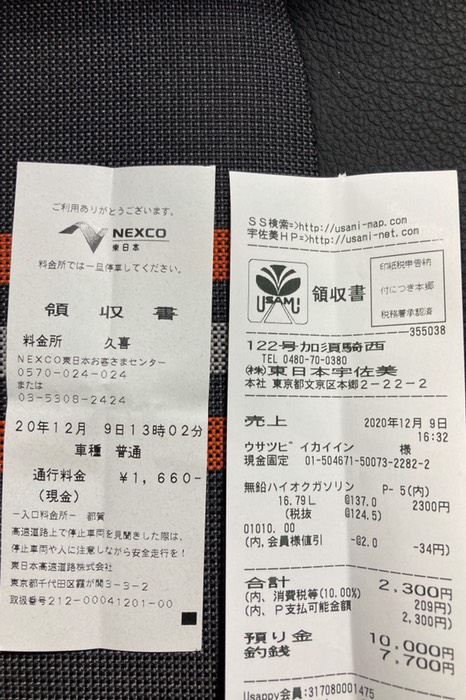 ご利用ありがとうございます。
NEXCO
東日本
料金所では一旦停車してください。
領 収 書
料金所 久喜
NEXCO東日本お客さまセンター
0570-024-024
または
03-5308-2424
20年12月 9日13時02分
車種 普通
通行料金 ¥1,660-
(現金)
-入口料金所- 都賀
高速道路上で停止車両を見聞きした際は、
停止車両や人に注意しながら安全走行を!
東日本高速道路株式会社
東京都千代田区霞が関3-3-2
取扱番号212-00041201-00
SS検索=>http://usami-map.com
宇佐美HP=>http://usami-net.com
USAMI
領収書
印紙税申告納
付につき本郷
税務署承認済
355038
122号加須騎西
TEL 0480-70-0380
(株)東日本宇佐美
本社 東京都文京区本郷2-22-2
売上 2020年12月 9日
16:32
ウサツビーイカイイン 様
現金固定 01-504671-50073-2282-2
無鉛ハイオクガソリン P- 5(内)
16.79L @137.0 2300円
(税抜 @124.5)
01010. 00
(内,会員様値引 -@2.0 -34円)
合計 2,300円
(内、消費税等(10.00%) 209円)
(内、P支払可能金額 2,300円)
預り金 10,000円
釣銭 7,700円
Usappy会員:317080001475